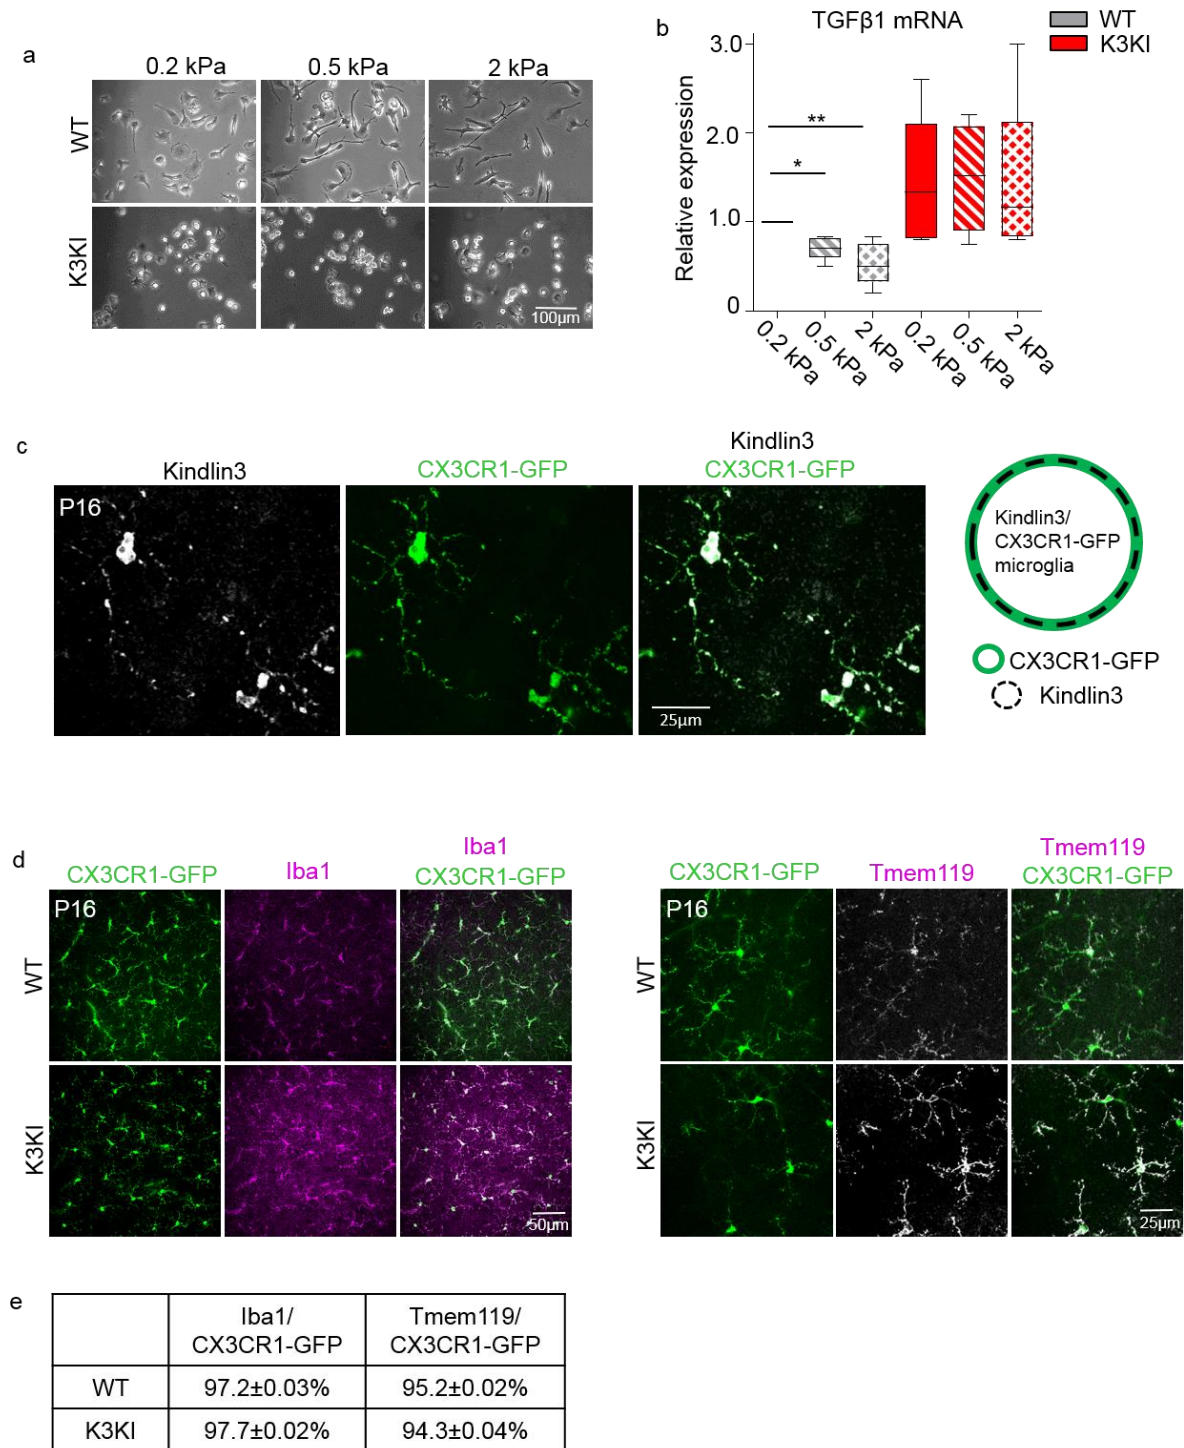 a
0.2 kPa
0.5 kPa
2 kPa
WT
K3KI
100µm
b
TGFβ1 mRNA
WT
K3KI
Relative expression
3.0
2.0
1.0
0
**
*
0.2 kPa
0.5 kPa
2 kPa
0.2 kPa
0.5 kPa
2 kPa
c
Kindlin3
CX3CR1-GFP
Kindlin3
CX3CR1-GFP
P16
25µm
Kindlin3/
CX3CR1-GFP
microglia
CX3CR1-GFP
Kindlin3
d
CX3CR1-GFP
Iba1
Iba1
CX3CR1-GFP
P16
WT
K3KI
50µm
CX3CR1-GFP
Tmem119
Tmem119
CX3CR1-GFP
P16
WT
K3KI
25µm
e
Iba1/
CX3CR1-GFP
Tmem119/
CX3CR1-GFP
WT
97.2±0.03%
95.2±0.02%
K3KI
97.7±0.02%
94.3±0.04%